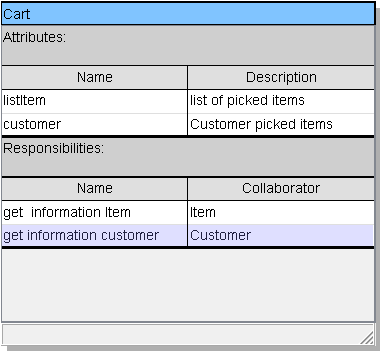 Cart
Attributes:
Name Description
listItem list of picked items
customer Customer picked items
Responsibilities:
Name Collaborator
get  information Item Item
get information customer Customer